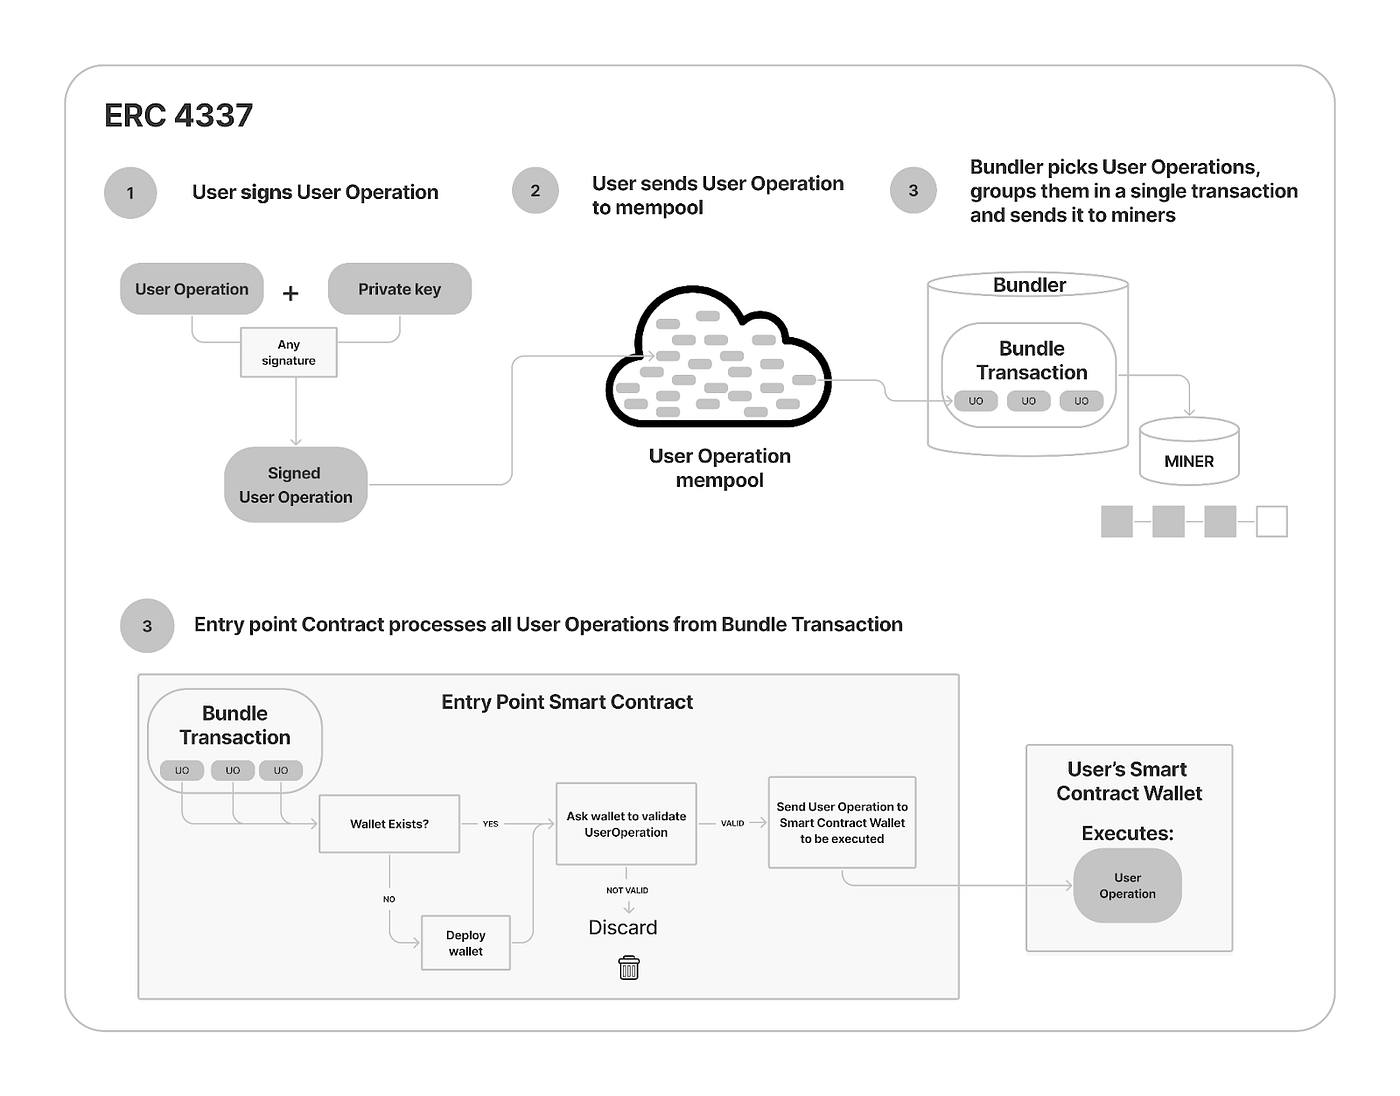 ERC 4337
1
User signs User Operation
2
User sends User Operation
to mempool
3
Bundler picks User Operations,
groups them in a single transaction
and sends it to miners
User Operation
+
Private key
Any
signature
Signed
User Operation
User Operation
mempool
Bundler
Bundle
Transaction
UO
UO
UO
MINER
3
Entry point Contract processes all User Operations from Bundle Transaction
Entry Point Smart Contract
Bundle
Transaction
UO
UO
UO
Wallet Exists?
YES
NO
Deploy
wallet
Ask wallet to validate
UserOperation
VALID
NOT VALID
Discard
Send User Operation to
Smart Contract Wallet
to be executed
User’s Smart
Contract Wallet
Executes:
User
Operation